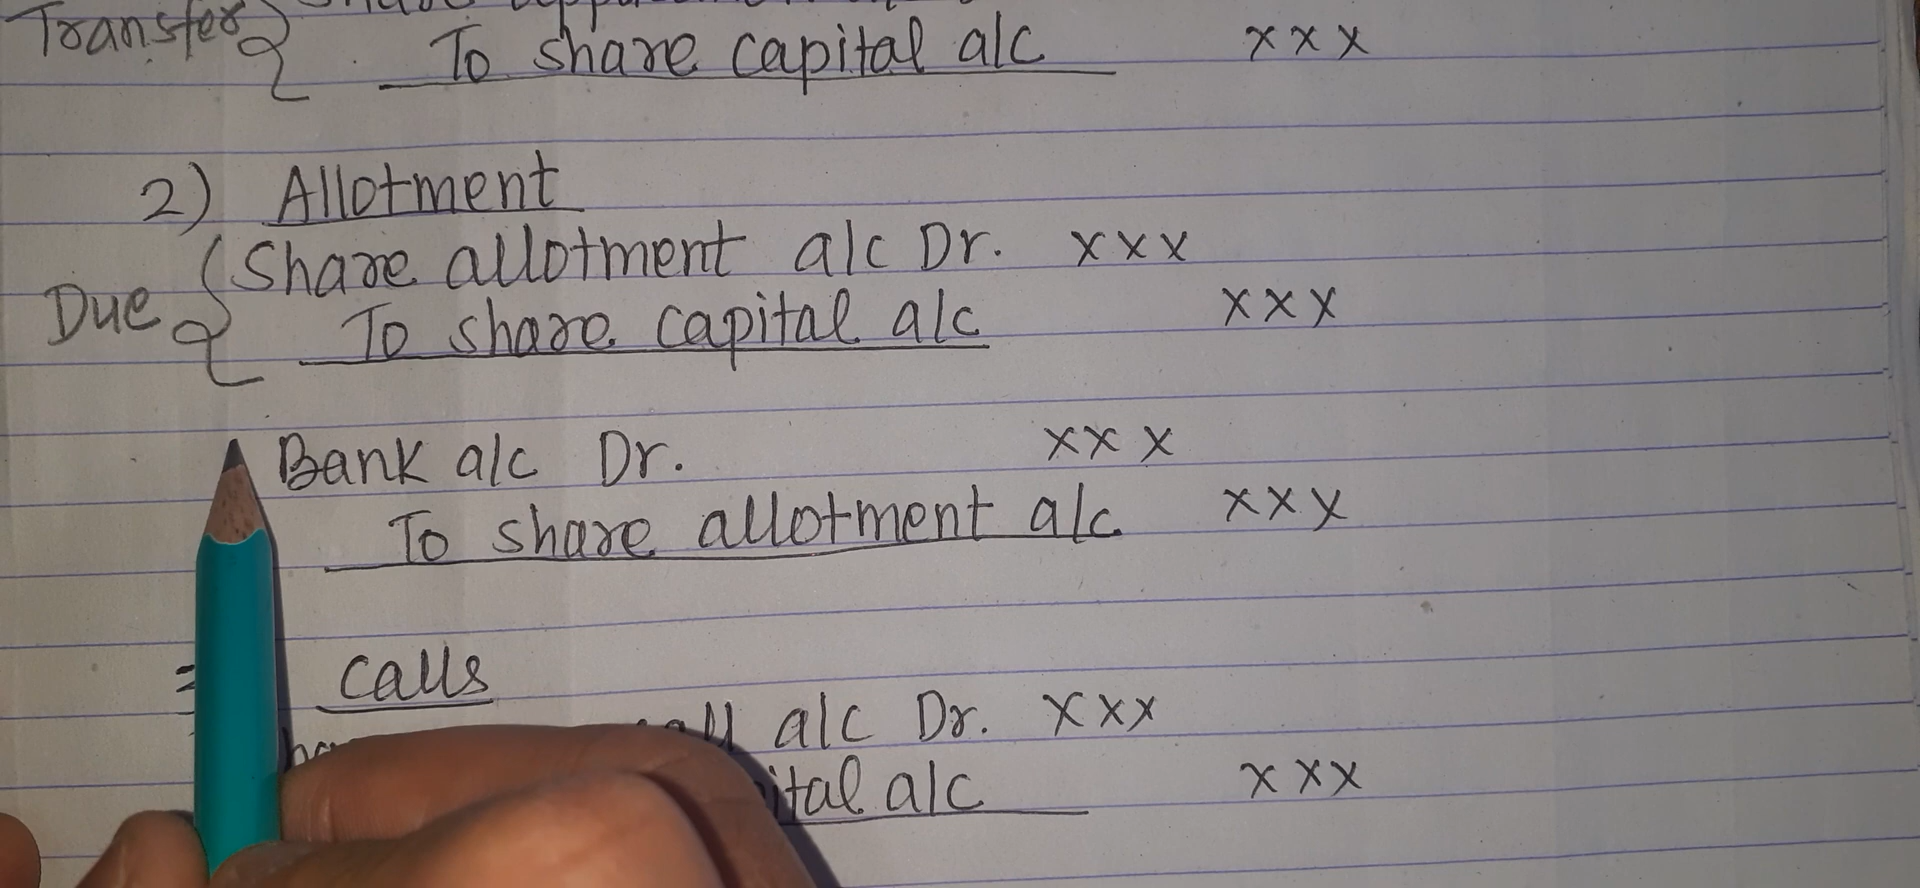 Transfer To share capital a/c xxx
2) Allotment
Share allotment a/c Dr. xxx
Due To share capital a/c xxx
Bank a/c Dr. xxx
To share allotment a/c xxx
Calls
call a/c Dr. xxx
a/c xxx